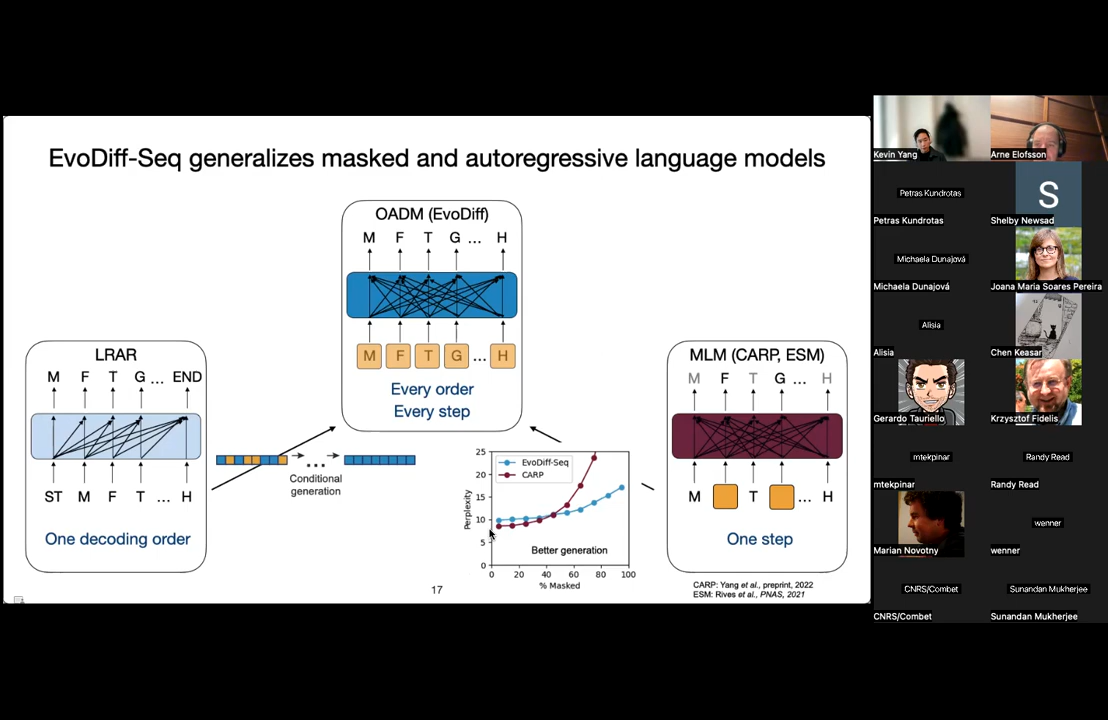 EvoDiff-Seq generalizes masked and autoregressive language models
OADM (EvoDiff)
M F T G ... H
M F T G ... H
Every order
Every step
LRAR
M F T G ... END
ST M F T ... H
One decoding order
...
Conditional
generation
25
20
15
10
5
0
Perplexity
EvoDiff-Seq
CARP
Better generation
0 20 40 60 80 100
% Masked
MLM (CARP, ESM)
M F T G ... H
M T ... H
One step
CARP: Yang et al., preprint, 2022
ESM: Rives et al., PNAS, 2021
17
Kevin Yang
Arne Elofsson
Petras Kundrotas
Petras Kundrotas
S
Shelby Newsad
Michaela Dunajová
Michaela Dunajová
Joana Maria Soares Pereira
Alisia
Alisia
Chen Keasar
Gerardo Tauriello
Krzysztof Fidelis
mtekpinar
mtekpinar
Randy Read
Randy Read
Marian Novotny
wenner
wenner
CNRS/Combet
CNRS/Combet
Sunandan Mukherjee
Sunandan Mukherjee